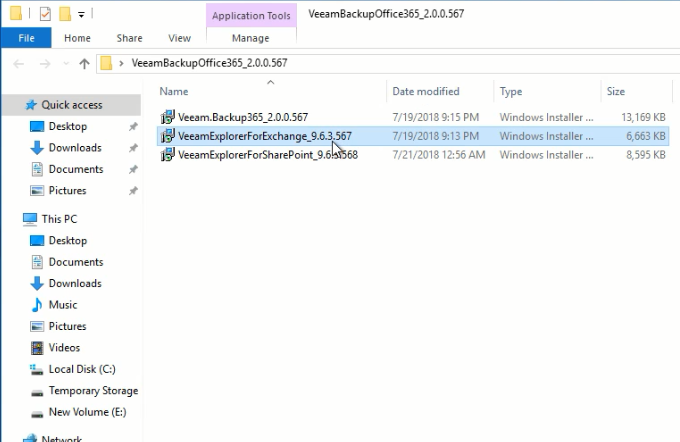 Application Tools VeeamBackupOffice365_2.0.0.567
File Home Share View Manage
VeeamBackupOffice365_2.0.0.567
Name Date modified Type Size
Quick access
Desktop
Downloads
Documents
Pictures
This PC
Desktop
Documents
Downloads
Music
Pictures
Videos
Local Disk (C:)
Temporary Storage
New Volume (E:)
Network
Veeam.Backup365_2.0.0.567 7/19/2018 9:15 PM Windows Installer ... 13,169 KB
VeeamExplorerForExchange_9.6.3.567 7/19/2018 9:13 PM Windows Installer ... 6,663 KB
VeeamExplorerForSharePoint_9.6.3.568 7/21/2018 12:56 AM Windows Installer ... 8,595 KB